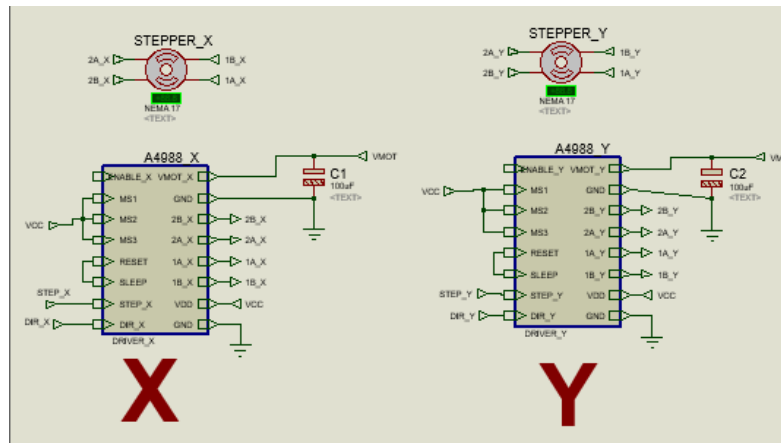 STEPPER_X
2A_X
1B_X
2B_X
1A_X
NEMA 17
<TEXT>
STEPPER_Y
2A_Y
1B_Y
2B_Y
1A_Y
NEMA 17
<TEXT>
A4988_X
ENABLE_X
VMOT_X
VMOT
MS1
GND
C1
100uF
<TEXT>
MS2
2B_X
2B_X
VCC
MS3
2A_X
2A_X
RESET
1A_X
1A_X
SLEEP
1B_X
1B_X
STEP_X
STEP_X
VDD
VCC
DIR_X
DIR_X
GND
DRIVER_X
X
A4988_Y
ENABLE_Y
VMOT_Y
VM
VCC
MS1
GND
C2
100uF
<TEXT>
MS2
2B_Y
2B_Y
MS3
2A_Y
2A_Y
RESET
1A_Y
1A_Y
SLEEP
1B_Y
1B_Y
STEP_Y
STEP_Y
VDD
VCC
DIR_Y
DIR_Y
GND
DRIVER_Y
Y